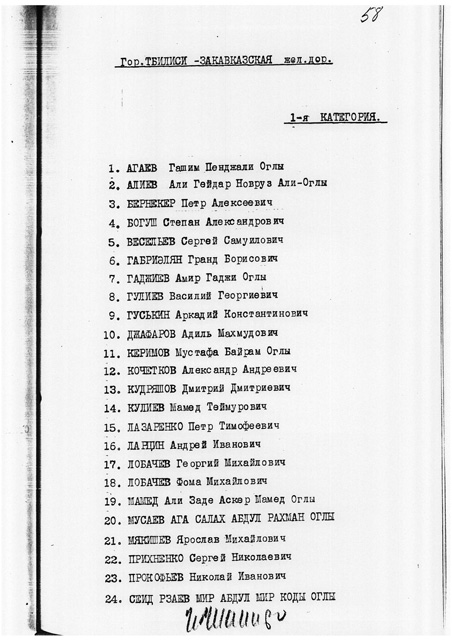 58
Гор.ТБИЛИСИ -ЗАКАВКАЗСКАЯ жел.дор.
1-я КАТЕГОРИЯ.
1. АГАЕВ Гашим Пенджали Оглы
2. АЛИЕВ Али Гейдар Новруз Али-Оглы
3. БЕРНЕКЕР Петр Алексеевич
4. БОГУШ Степан Александрович
5. ВЕСЕЛЬЕВ Сергей Самуилович
6. ГАБРИЭЛЯН Гранд Борисович
7. ГАДЖИЕВ Амир Гаджи Оглы
8. ГУЛИЕВ Василий Георгиевич
9. ГУСЬКИН Аркадий Константинович
10. ДЖАФАРОВ Адиль Махмудович
11. КЕРИМОВ Мустафа Байрам Оглы
12. КОЧЕТКОВ Александр Андреевич
13. КУДРЯШОВ Дмитрий Дмитриевич
14. КУЛИЕВ Мамед Теймурович
15. ЛАЗАРЕНКО Петр Тимофеевич
16. Андрей Иванович
17. ЛОБАЧЕВ Георгий Михайлович
18. ЛОБАЧЕВ Фома Михайлович
19. МАМЕД Али Заде Аскер Мамед Оглы
20. МУСАЕВ АГА САЛАХ АБДУЛ РАХМАН ОГЛЫ
21. МЯКИШЕВ Ярослав Михайлович
22. ПРИХНЕНКО Сергей Николаевич
23. ПРОКОФЬЕВ Николай Иванович
24. СЕИД РЗАЕВ МИР АБДУЛ МИР КОДЫ ОГЛЫ